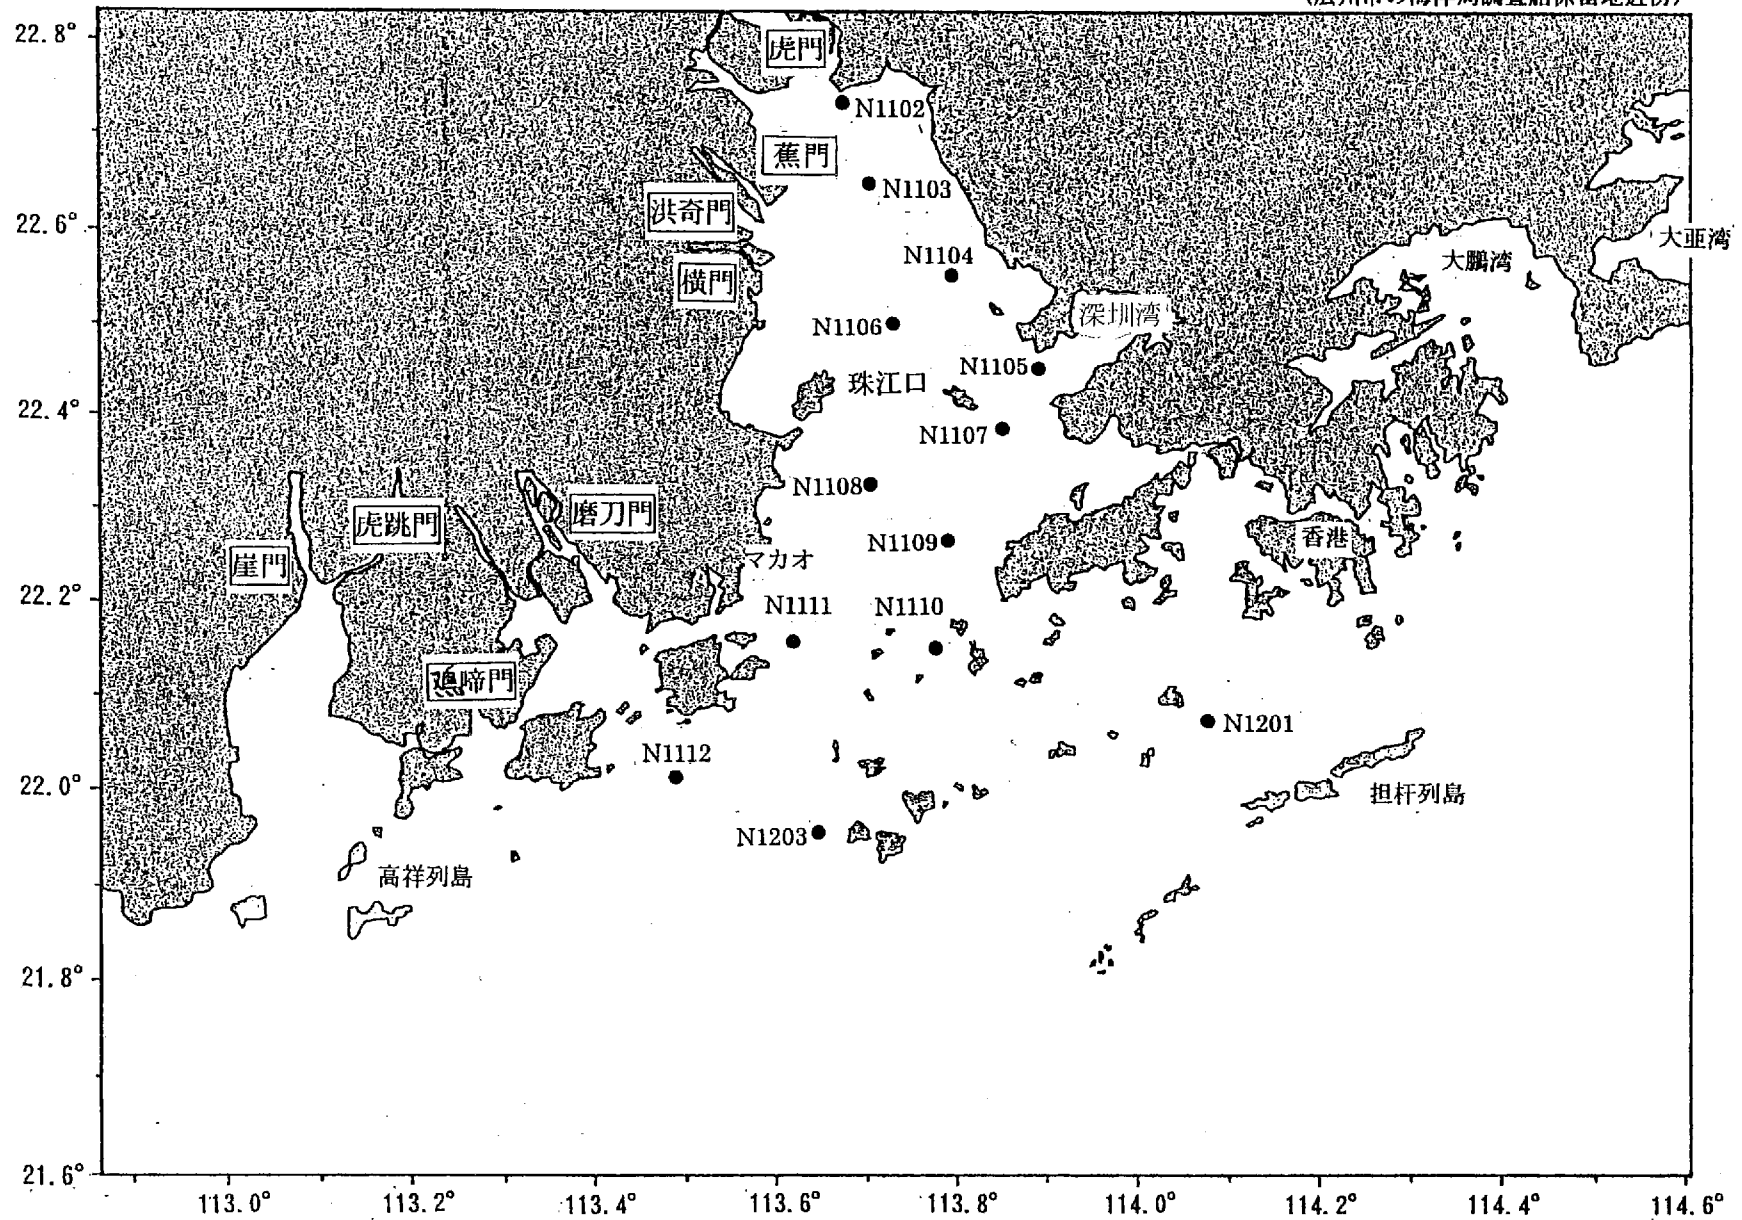 22.8°
虎門
N1102
蕉門
N1103
洪奇門
22.6°
大亜湾
N1104
大鵬湾
横門
深圳湾
N1106
N1105
珠江口
22.4°
N1107
N1108
磨刀門
虎跳門
香港
N1109
マカオ
崖門
22.2°
N1111
N1110
啼門
N1201
N1112
22.0°
担杆列島
N1203
高祥列島
21.8°
21.6°
113.0°
113.2°
113.4°
113.6°
113.8°
114.0°
114.2°
114.4°
114.6°